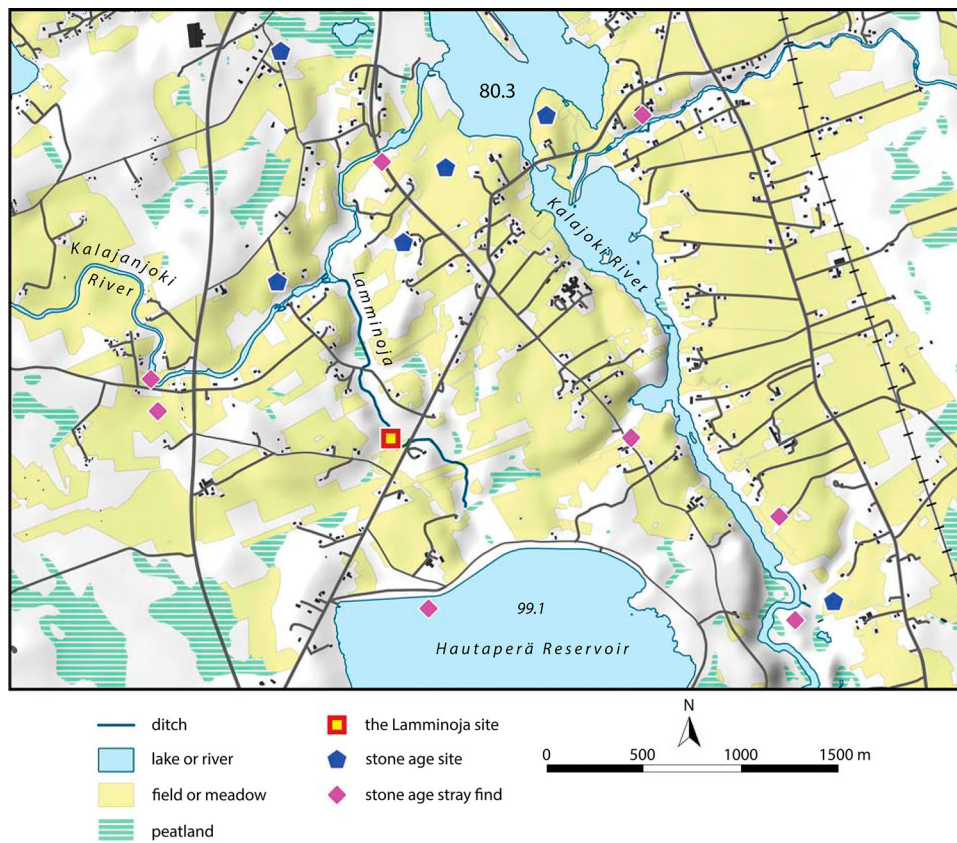 80.3
Kalajanjoki
River
Lamminoja
Kalajoki River
99.1
Hautaperä Reservoir
ditch
lake or river
field or meadow
peatland
the Lamminoja site
stone age site
stone age stray find
N
0 500 1000 1500 m